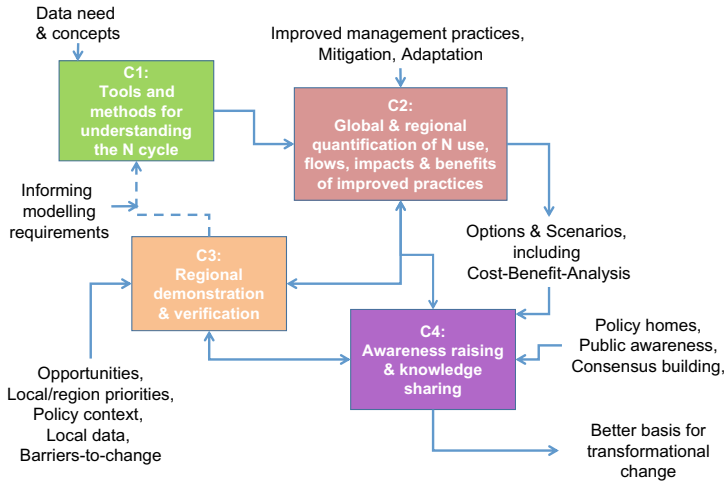 Data need
& concepts
Improved management practices,
Mitigation, Adaptation
C1:
Tools and
methods for
understanding
the N cycle
C2:
Global & regional
quantification of N use,
flows, impacts & benefits
of improved practices
Informing
modelling
requirements
Options & Scenarios,
including
Cost-Benefit-Analysis
C3:
Regional
demonstration
& verification
C4:
Awareness raising
& knowledge
sharing
Policy homes,
Public awareness,
Consensus building,
Opportunities,
Local/region priorities,
Policy context,
Local data,
Barriers-to-change
Better basis for
transformational
change